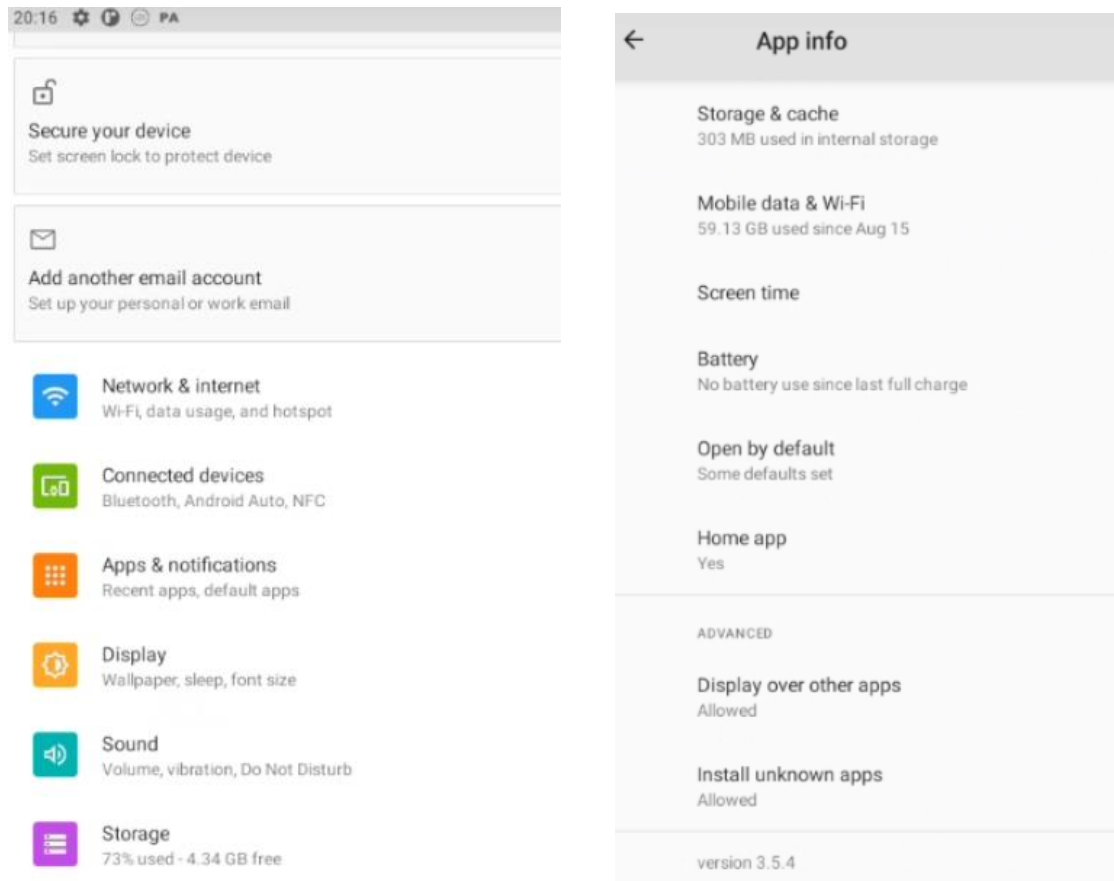 20:16 PA
Secure your device
Set screen lock to protect device
Add another email account
Set up your personal or work email
Network & internet
Wi-Fi, data usage, and hotspot
Connected devices
Bluetooth, Android Auto, NFC
Apps & notifications
Recent apps, default apps
Display
Wallpaper, sleep, font size
Sound
Volume, vibration, Do Not Disturb
Storage
73% used - 4.34 GB free
App info
Storage & cache
303 MB used in internal storage
Mobile data & Wi-Fi
59.13 GB used since Aug 15
Screen time
Battery
No battery use since last full charge
Open by default
Some defaults set
Home app
Yes
ADVANCED
Display over other apps
Allowed
Install unknown apps
Allowed
version 3.5.4